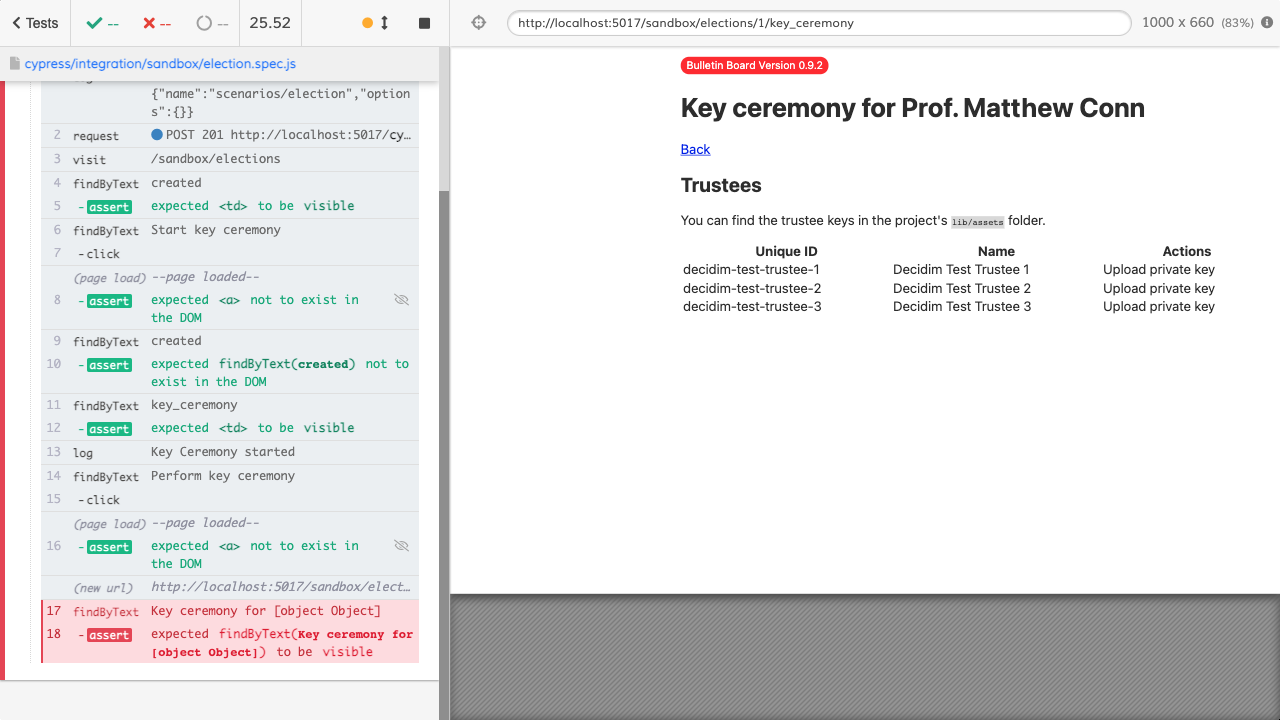 Tests
--
--
--
25.52
http://localhost:5017/sandbox/elections/1/key_ceremony
1000 x 660 (83%)
cypress/integration/sandbox/election.spec.js
{"name":"scenarios/election","option
s":{}}
2 request POST 201 http://localhost:5017/cy…
3 visit /sandbox/elections
4 findByText created
5 - assert expected <td> to be visible
6 findByText Start key ceremony
7 - click
(page load) --page loaded--
8 - assert expected <a> not to exist in
the DOM
9 findByText created
10 - assert expected findByText(created) not to
exist in the DOM
11 findByText key_ceremony
12 - assert expected <td> to be visible
13 log Key Ceremony started
14 findByText Perform key ceremony
15 - click
(page load) --page loaded--
16 - assert expected <a> not to exist in
the DOM
(new url) http://localhost:5017/sandbox/elect…
17 findByText Key ceremony for [object Object]
18 - assert expected findByText(Key ceremony for
[object Object]) to be visible
Bulletin Board Version 0.9.2
Key ceremony for Prof. Matthew Conn
Back
Trustees
You can find the trustee keys in the project's lib/assets folder.
Unique ID Name Actions
decidim-test-trustee-1 Decidim Test Trustee 1 Upload private key
decidim-test-trustee-2 Decidim Test Trustee 2 Upload private key
decidim-test-trustee-3 Decidim Test Trustee 3 Upload private key